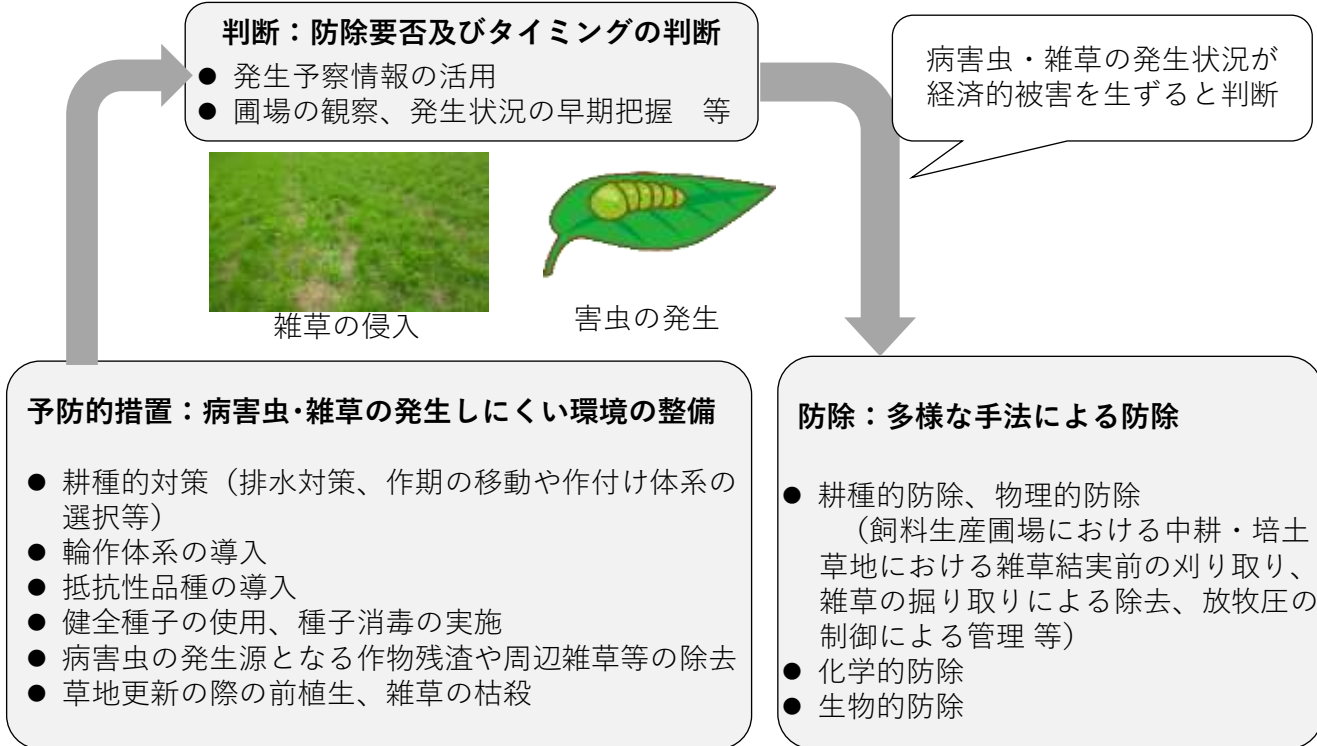 判断：防除要否及びタイミングの判断
● 発生予察情報の活用
● 圃場の観察、発生状況の早期把握　等
病害虫・雑草の発生状況が
経済的被害を生ずると判断
雑草の侵入
害虫の発生
予防的措置：病害虫･雑草の発生しにくい環境の整備
● 耕種的対策（排水対策、作期の移動や作付け体系の
選択等）
● 輪作体系の導入
● 抵抗性品種の導入
● 健全種子の使用、種子消毒の実施
● 病害虫の発生源となる作物残渣や周辺雑草等の除去
● 草地更新の際の前植生、雑草の枯殺
防除：多様な手法による防除
● 耕種的防除、物理的防除
（飼料生産圃場における中耕・培土
草地における雑草結実前の刈り取り、
雑草の掘り取りによる除去、放牧圧の
制御による管理 等）
● 化学的防除
● 生物的防除